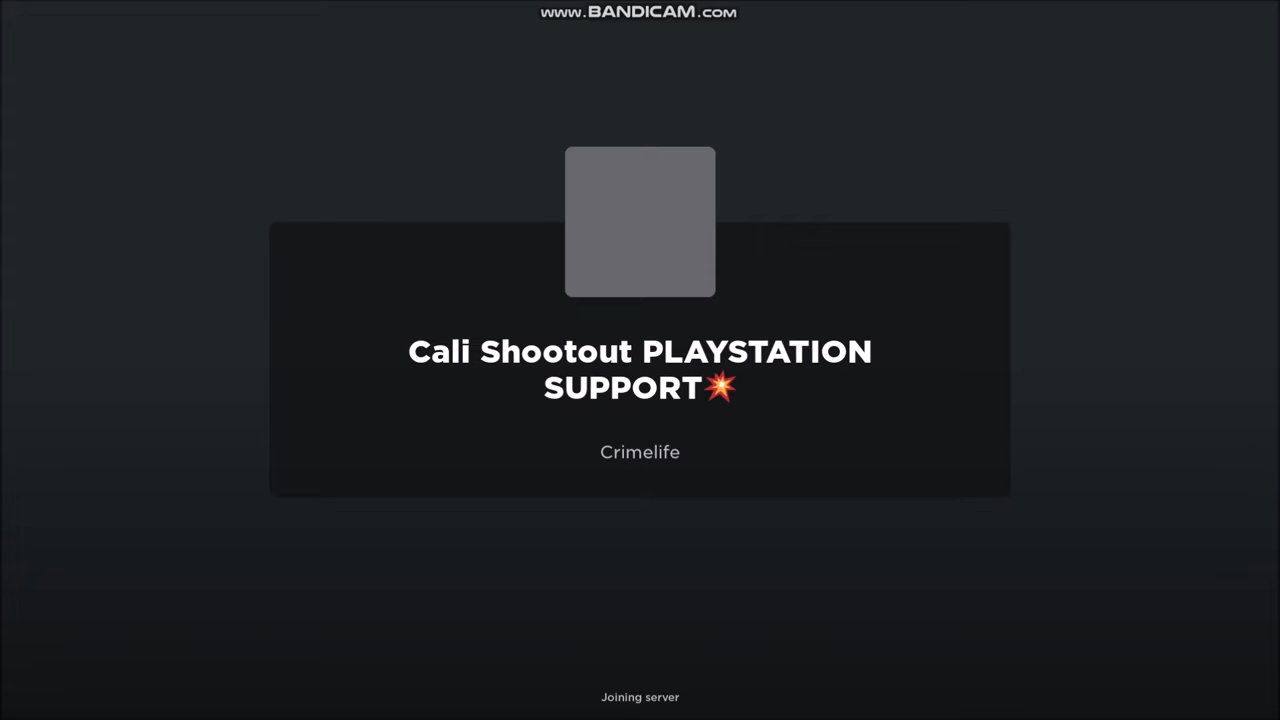 www.BANDICAM.com
Cali Shootout PLAYSTATION
SUPPORT💥
Crimelife
Joining server